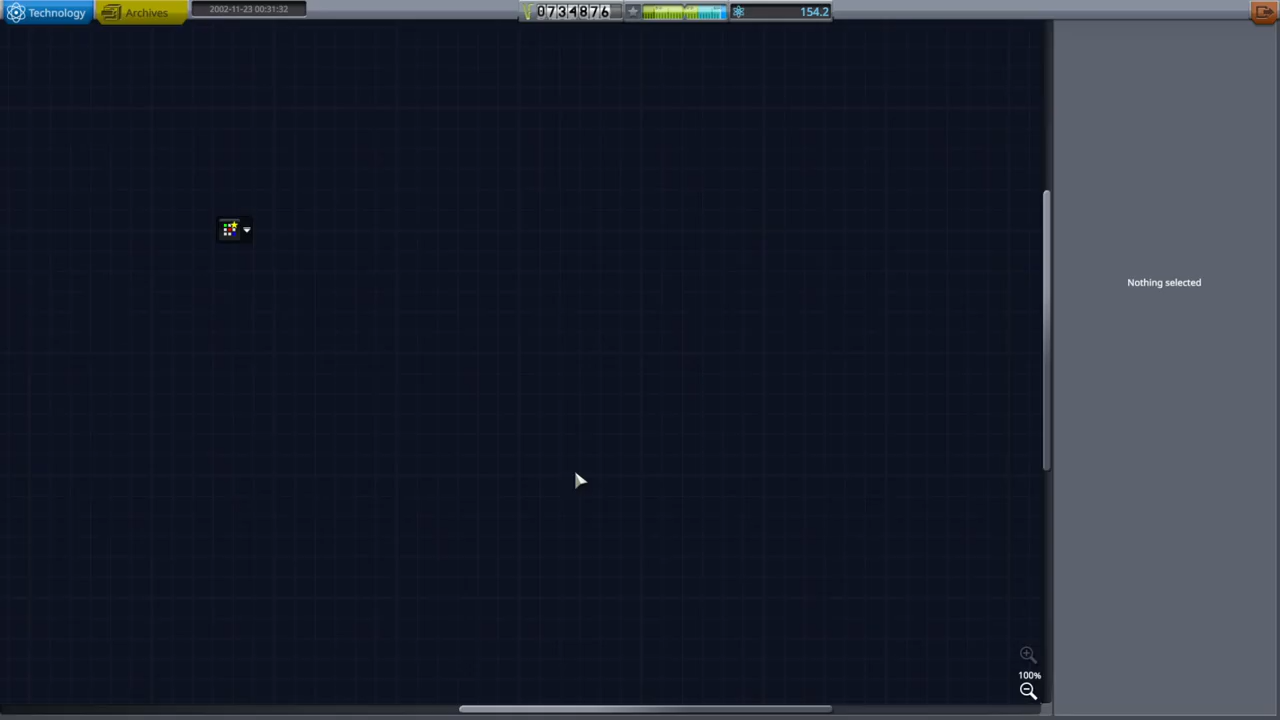 Technology
Archives
2002-11-23 00:31:32
0734876
154.2
Nothing selected
100%